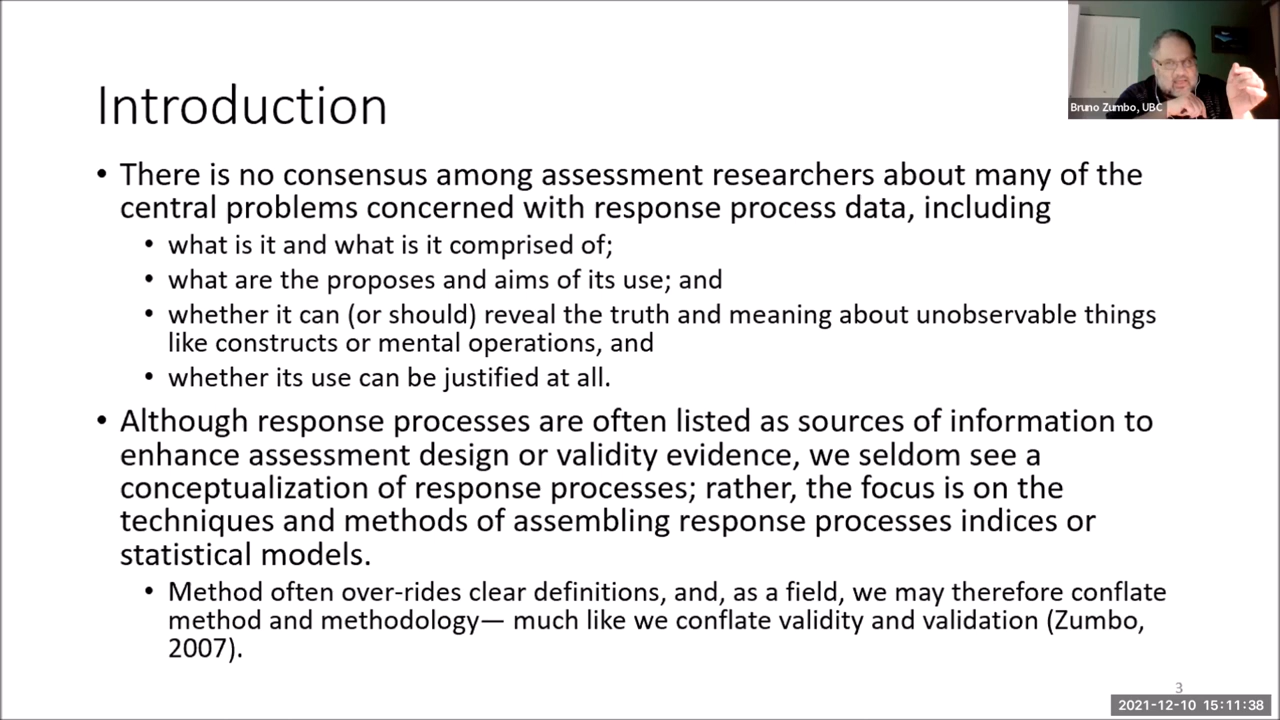 Bruno Zumbo, UBC
Introduction
• There is no consensus among assessment researchers about many of the
central problems concerned with response process data, including
• what is it and what is it comprised of;
• what are the proposes and aims of its use; and
• whether it can (or should) reveal the truth and meaning about unobservable things
like constructs or mental operations, and
• whether its use can be justified at all.
• Although response processes are often listed as sources of information to
enhance assessment design or validity evidence, we seldom see a
conceptualization of response processes; rather, the focus is on the
techniques and methods of assembling response processes indices or
statistical models.
• Method often over-rides clear definitions, and, as a field, we may therefore conflate
method and methodology— much like we conflate validity and validation (Zumbo,
2007).
3
2021-12-10 15:11:38